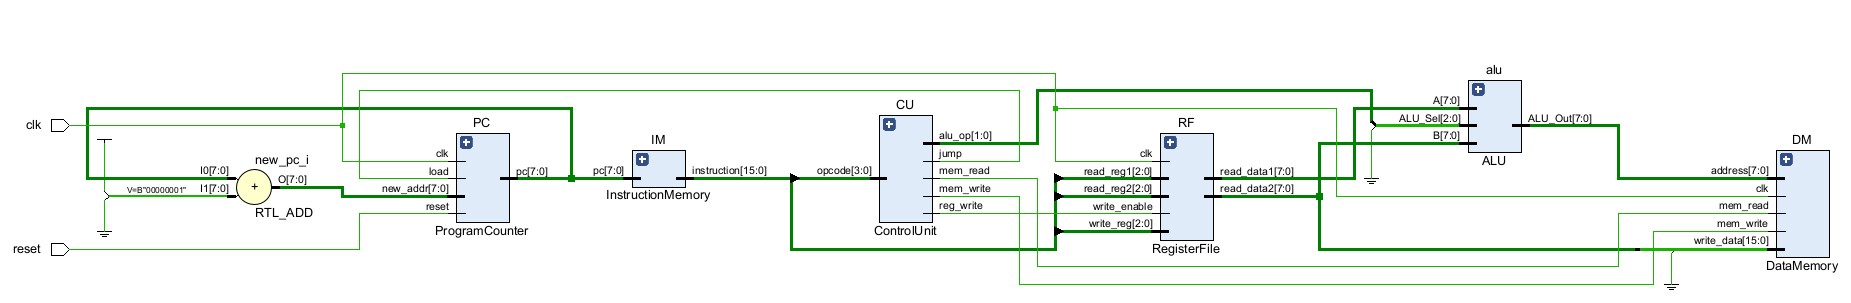 clk
reset
I0[7:0]
V=B"00000001"
I1[7:0]
new_pc_i
O[7:0]
+
RTL_ADD
PC
clk
load
new_addr[7:0]
reset
pc[7:0]
ProgramCounter
IM
pc[7:0]
instruction[15:0]
InstructionMemory
CU
opcode[3:0]
alu_op[1:0]
jump
mem_read
mem_write
reg_write
ControlUnit
RF
clk
read_reg1[2:0]
read_reg2[2:0]
write_enable
write_reg[2:0]
read_data1[7:0]
read_data2[7:0]
RegisterFile
alu
A[7:0]
ALU_Sel[2:0]
B[7:0]
ALU_Out[7:0]
ALU
DM
address[7:0]
clk
mem_read
mem_write
write_data[15:0]
DataMemory